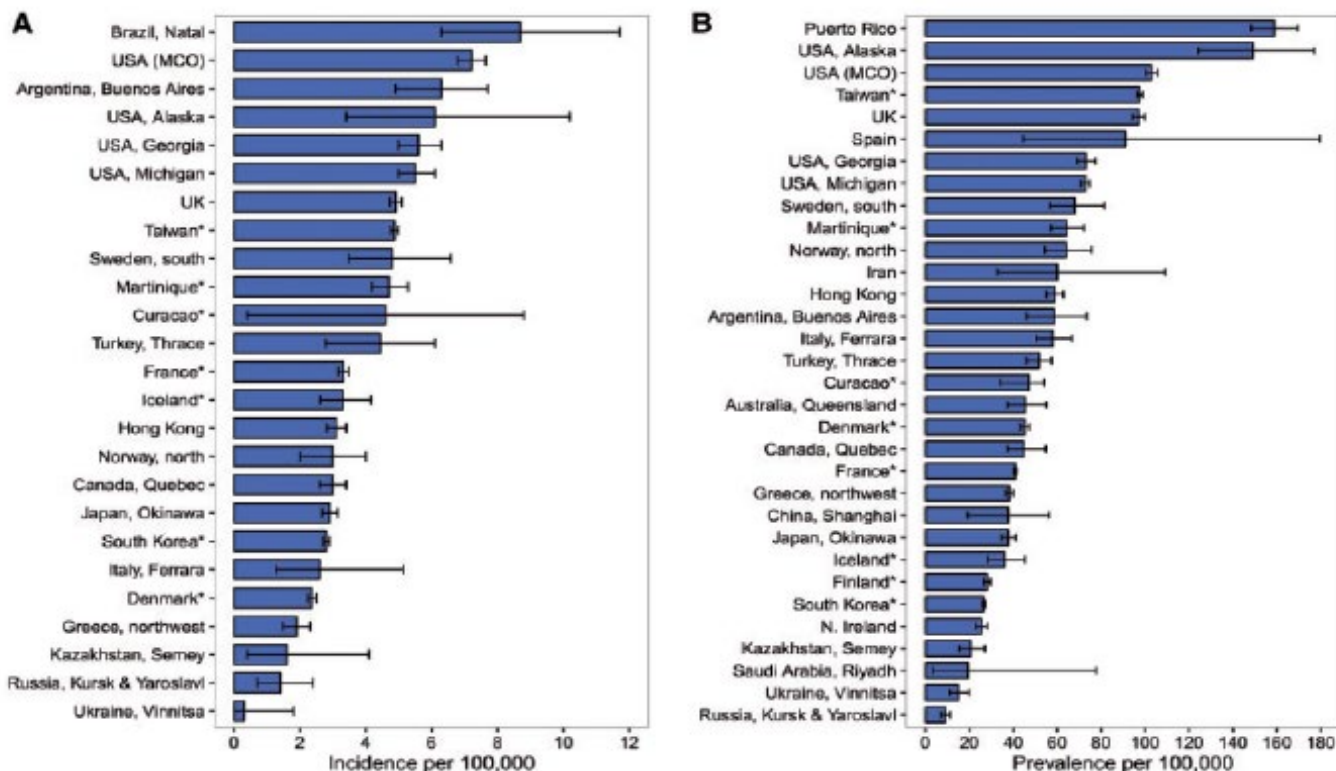 A
Brazil, Natal
USA (MCO)
Argentina, Buenos Aires
USA, Alaska
USA, Georgia
USA, Michigan
UK
Taiwan*
Sweden, south
Martinique*
Curacao*
Turkey, Thrace
France*
Iceland*
Hong Kong
Norway, north
Canada, Quebec
Japan, Okinawa
South Korea*
Italy, Ferrara
Denmark*
Greece, northwest
Kazakhstan, Semey
Russia, Kursk & Yaroslavl
Ukraine, Vinnitsa
0 2 4 6 8 10 12
Incidence per 100,000
B
Puerto Rico
USA, Alaska
USA (MCO)
Taiwan*
UK
Spain
USA, Georgia
USA, Michigan
Sweden, south
Martinique*
Norway, north
Iran
Hong Kong
Argentina, Buenos Aires
Italy, Ferrara
Turkey, Thrace
Curacao*
Australia, Queensland
Denmark*
Canada, Quebec
France*
Greece, northwest
China, Shanghai
Japan, Okinawa
Iceland*
Finland*
South Korea*
N. Ireland
Kazakhstan, Semey
Saudi Arabia, Riyadh
Ukraine, Vinnitsa
Russia, Kursk & Yaroslavl
0 20 40 60 80 100 120 140 160 180
Prevalence per 100,000